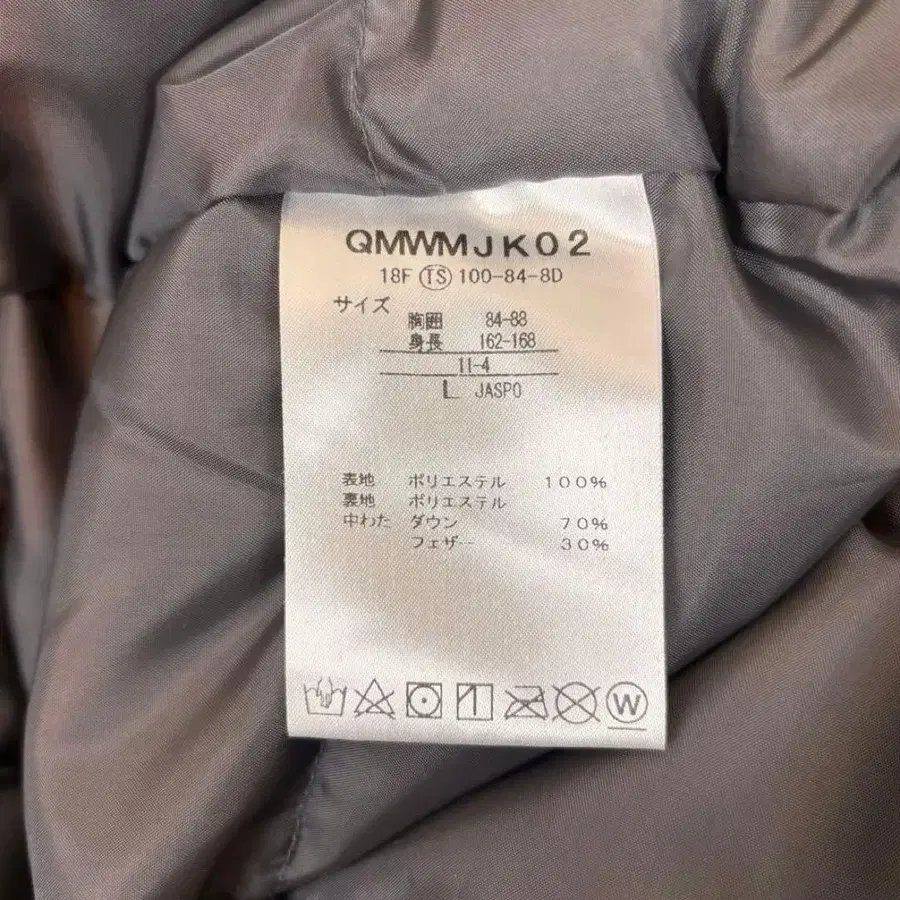 QMWMJK02
18F TS 100-84-8D
サイズ
胸囲 84-88
身長 162-168
11-4
L JASPO
表地 ポリエステル 100%
裏地 ポリエステル
中わた ダウン 70%
フェザー 30%
W